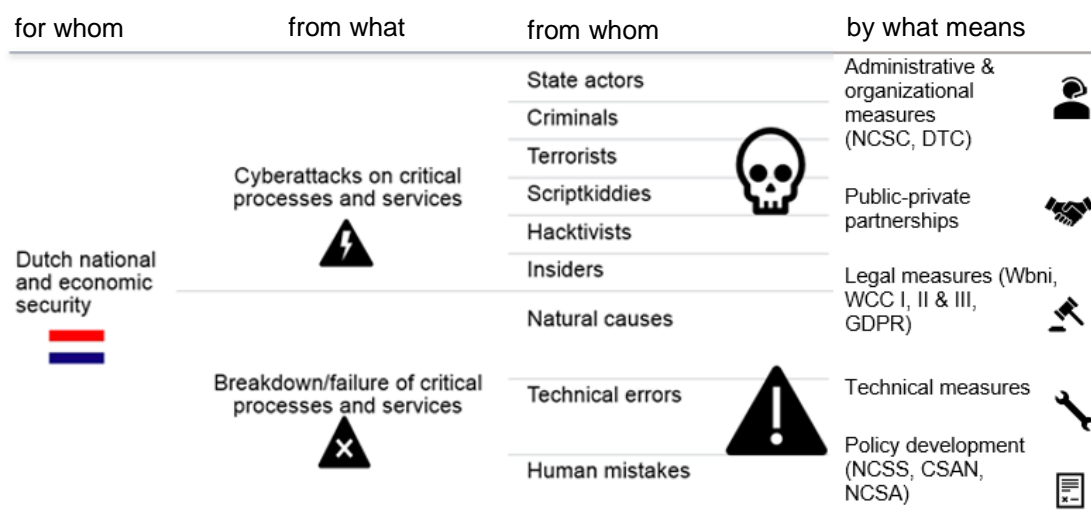 for whom
from what
from whom
by what means
Dutch national
and economic
security
Cyberattacks on critical
processes and services
Breakdown/failure of critical
processes and services
State actors
Criminals
Terrorists
Scriptkiddies
Hacktivists
Insiders
Natural causes
Technical errors
Human mistakes
Administrative &
organizational
measures
(NCSC, DTC)
Public-private
partnerships
Legal measures (Wbni,
WCC I, II & III,
GDPR)
Technical measures
Policy development
(NCSS, CSAN,
NCSA)